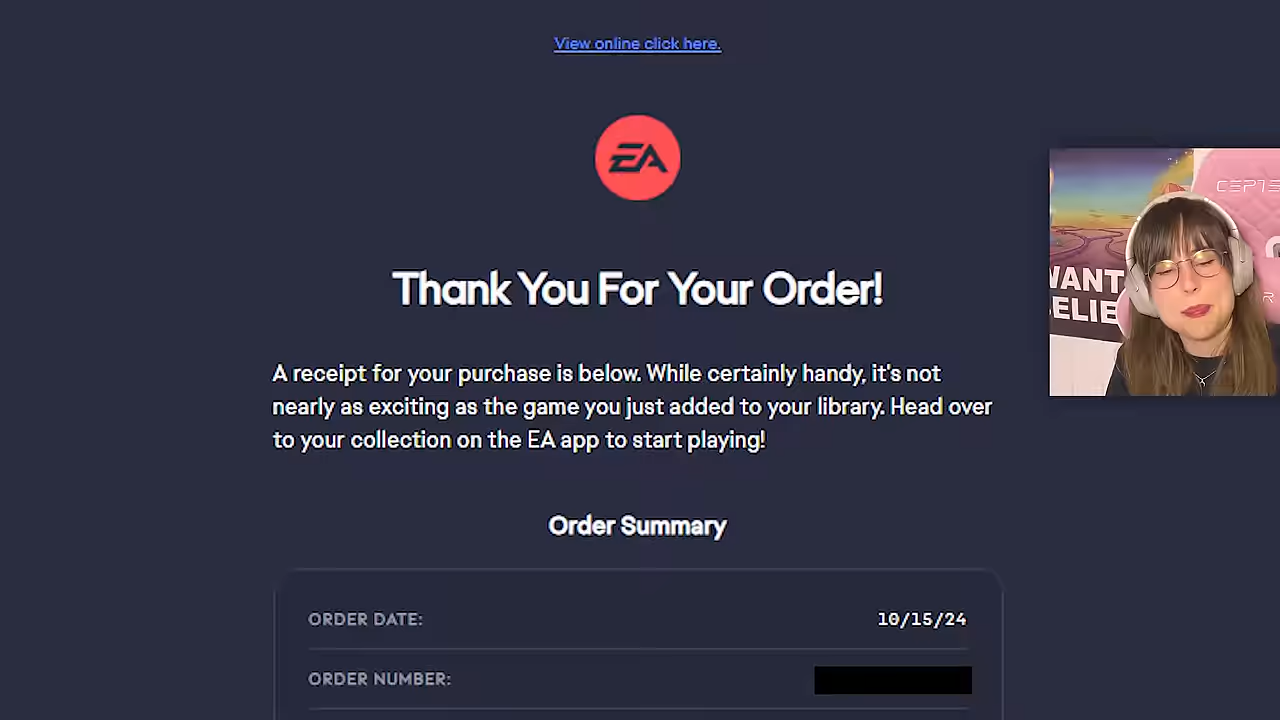 View online click here.
EA
Thank You For Your Order!
A receipt for your purchase is below. While certainly handy, it's not
nearly as exciting as the game you just added to your library. Head over
to your collection on the EA app to start playing!
Order Summary
ORDER DATE: 10/15/24
ORDER NUMBER:
WANT